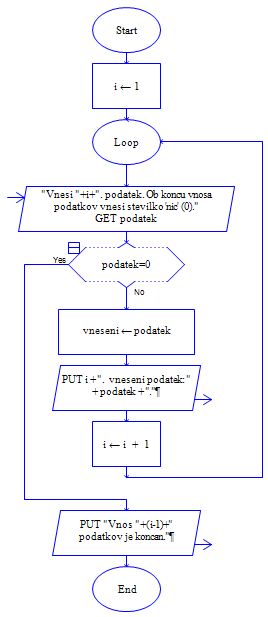 Start
i ← 1
Loop
"Vnesi "+i+". podatek. Ob koncu vnosa
podatkov vnesi stevilko 'nic' (0)."
GET podatek
Yes
podatek=0
No
vneseni ← podatek
PUT i + ". vneseni podatek: "
+ podatek + "."¶
i ← i + 1
PUT "Vnos "+(i-1)+"
podatkov je koncan."¶
End